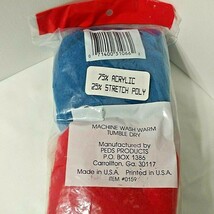 75% ACRYLIC
25% STRETCH POLY
MACHINE WASH WARM
TUMBLE DRY
Manufactured by
PEDS PRODUCTS
P.O. BOX 1386
Carrollton, Ga. 30117
Made in U.S.A. Printed in U.S.A.
ITEM #0159